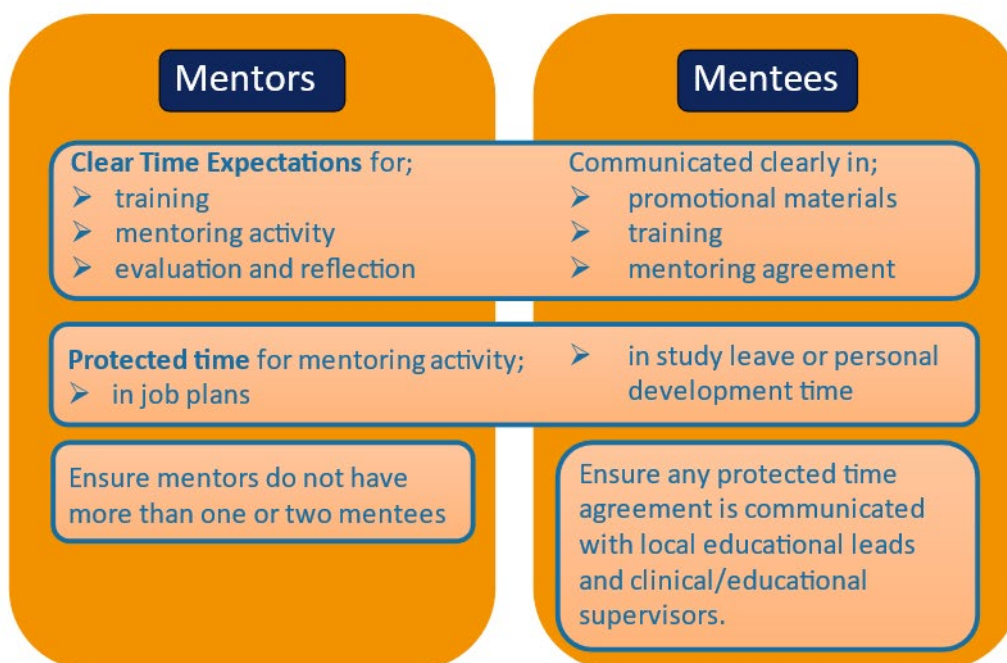 Mentors
Mentees
Clear Time Expectations for;
➢ training
➢ mentoring activity
➢ evaluation and reflection
Communicated clearly in;
➢ promotional materials
➢ training
➢ mentoring agreement
Protected time for mentoring activity;
➢ in job plans
➢ in study leave or personal
development time
Ensure mentors do not have
more than one or two mentees
Ensure any protected time
agreement is communicated
with local educational leads
and clinical/educational
supervisors.